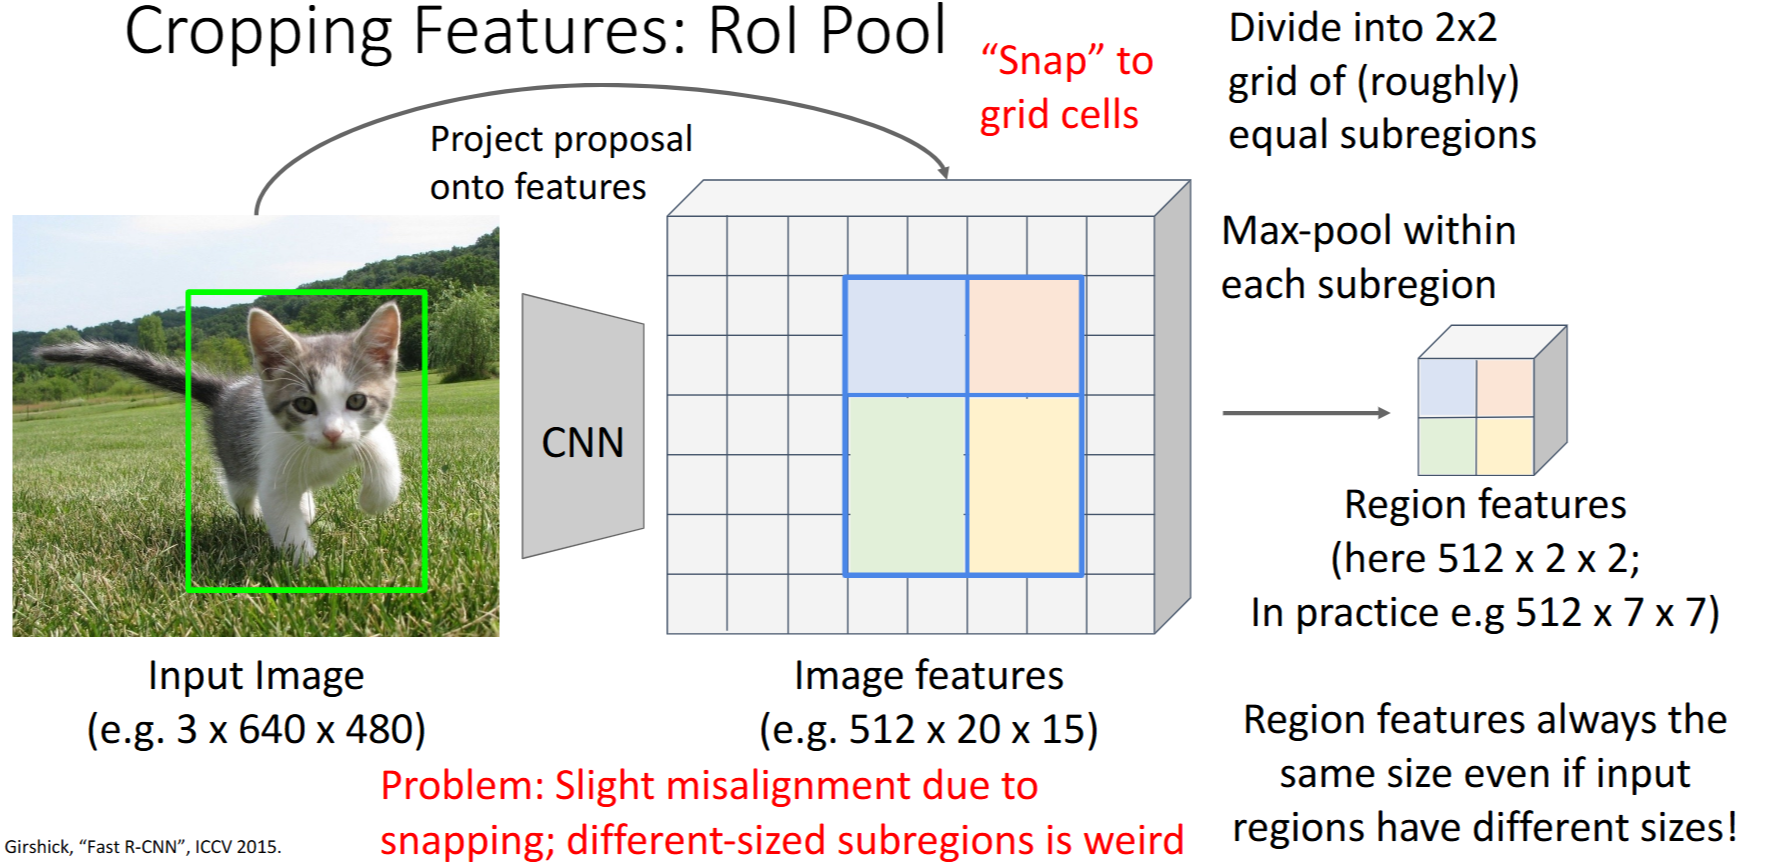 Cropping Features: RoI Pool
“Snap” to
grid cells
Divide into 2x2
grid of (roughly)
equal subregions
Project proposal
onto features
Max-pool within
each subregion
CNN
Region features
(here 512 x 2 x 2;
In practice e.g 512 x 7 x 7)
Input Image
(e.g. 3 x 640 x 480)
Image features
(e.g. 512 x 20 x 15)
Region features always the
same size even if input
regions have different sizes!
Problem: Slight misalignment due to
snapping; different-sized subregions is weird
Girshick, “Fast R-CNN”, ICCV 2015.